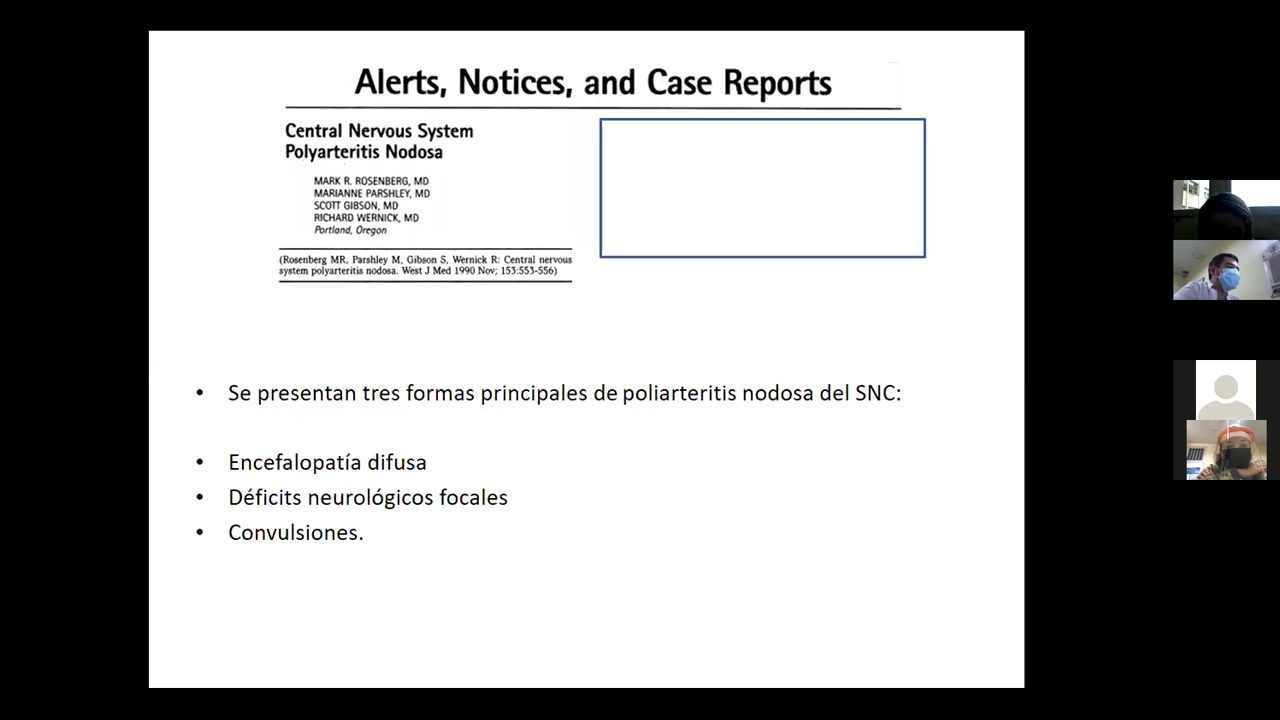 Alerts, Notices, and Case Reports
Central Nervous System
Polyarteritis Nodosa
MARK R. ROSENBERG, MD
MARIANNE PARSHLEY, MD
SCOTT GIBSON, MD
RICHARD WERNICK, MD
Portland, Oregon
(Rosenberg MR, Parshley M, Gibson S, Wernick R: Central nervous
system polyarteritis nodosa. West J Med 1990 Nov; 153:553-556)
• Se presentan tres formas principales de poliarteritis nodosa del SNC:
• Encefalopatía difusa
• Déficits neurológicos focales
• Convulsiones.